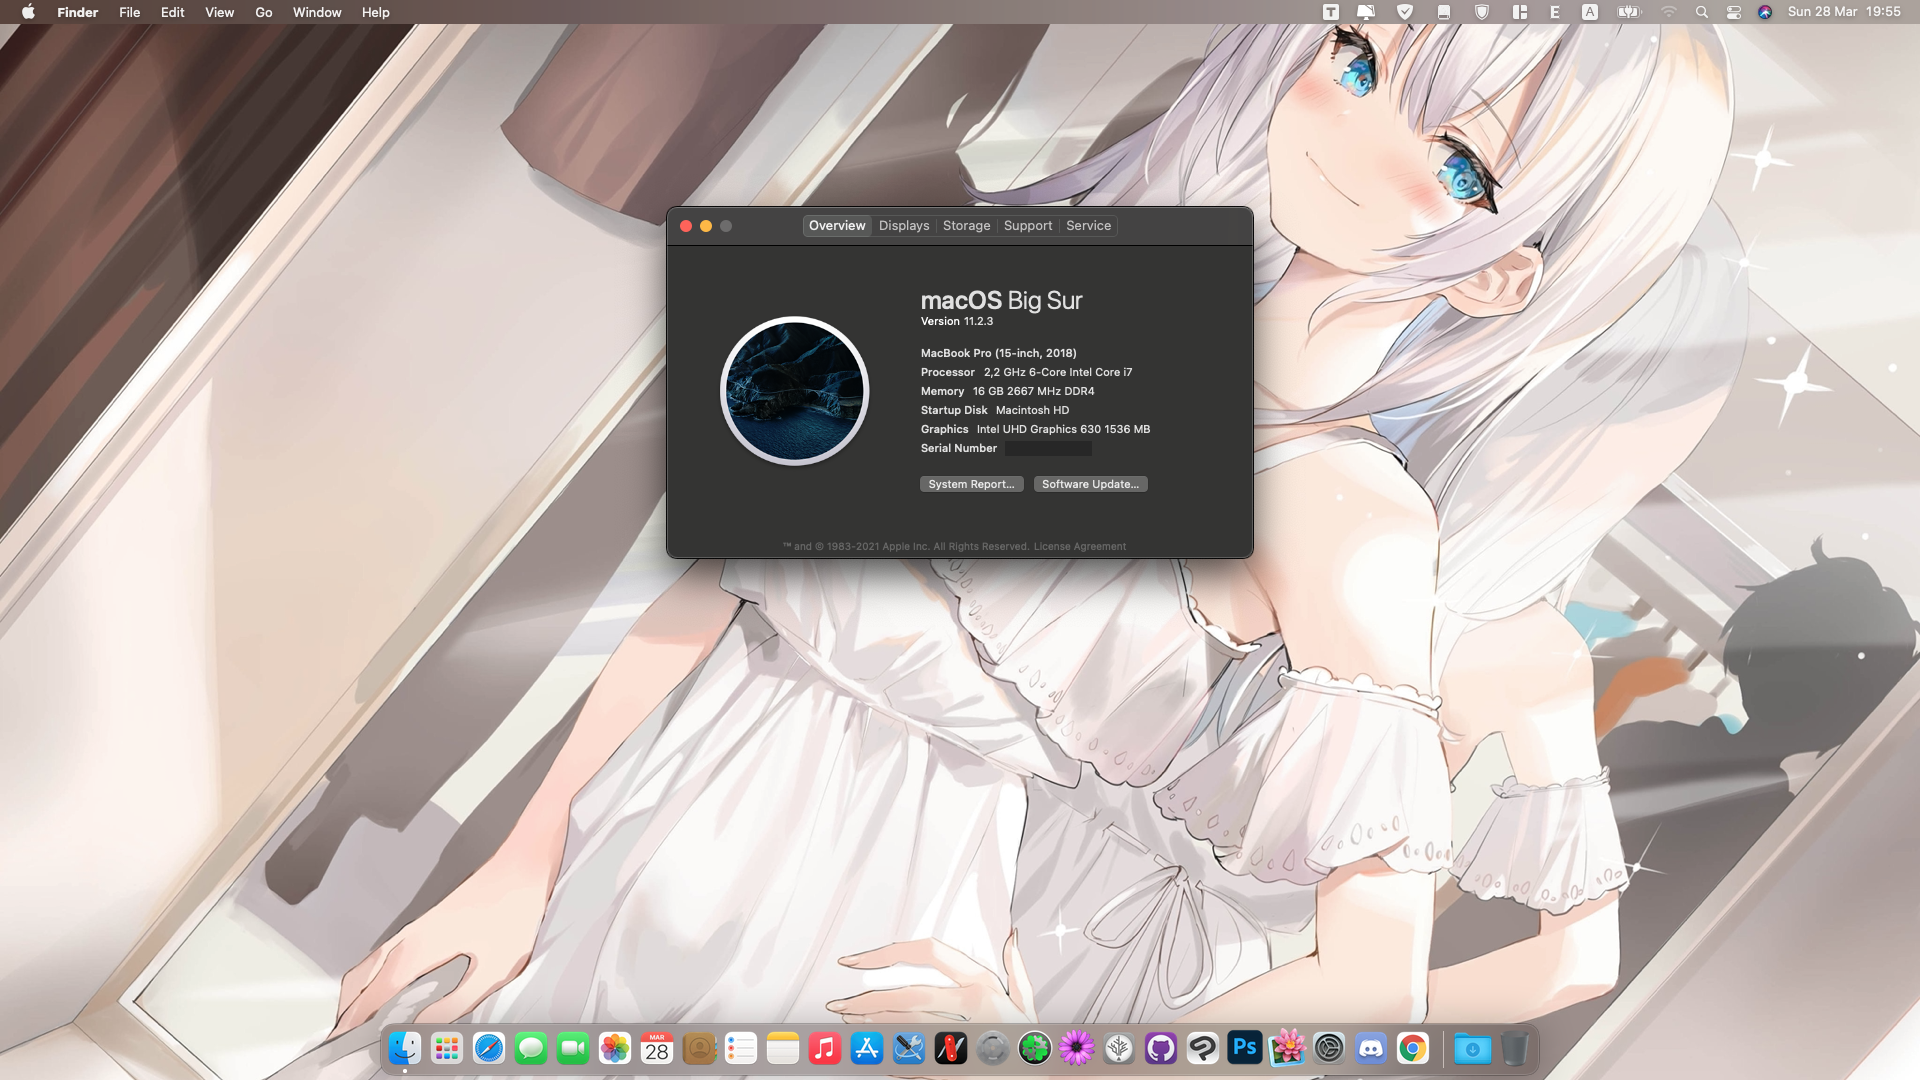 Finder File Edit View Go Window Help E A Sun 28 Mar 19:55
Overview Displays Storage Support Service
macOS Big Sur
Version 11.2.3
MacBook Pro (15-inch, 2018)
Processor 2,2 GHz 6-Core Intel Core i7
Memory 16 GB 2667 MHz DDR4
Startup Disk Macintosh HD
Graphics Intel UHD Graphics 630 1536 MB
Serial Number
System Report... Software Update...
™ and © 1983-2021 Apple Inc. All Rights Reserved. License Agreement
MAR
28
Ps